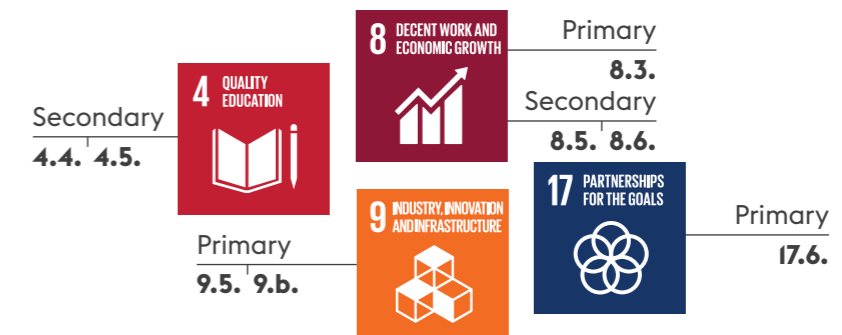 4 QUALITY
EDUCATION
Secondary
4.4. 4.5.
8 DECENT WORK AND
ECONOMIC GROWTH
Primary
8.3.
Secondary
8.5. 8.6.
9 INDUSTRY, INNOVATION
AND INFRASTRUCTURE
Primary
9.5. 9.b.
17 PARTNERSHIPS
FOR THE GOALS
Primary
17.6.